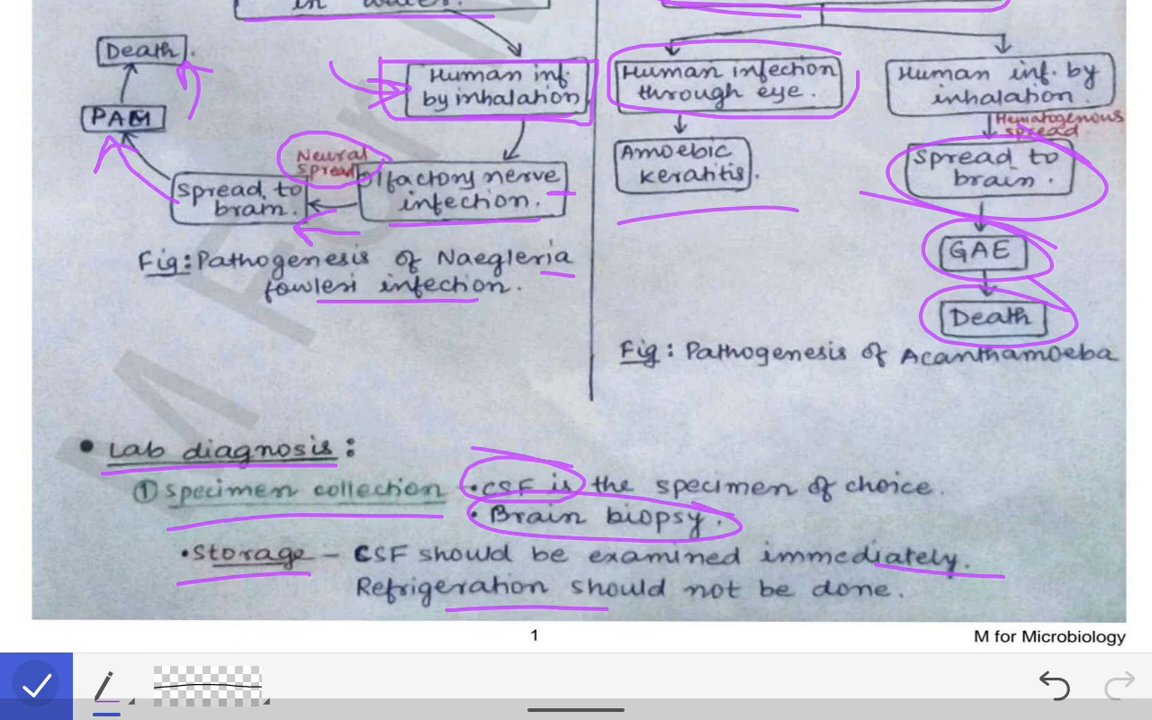 in water.
Death.
Human inf.
by inhalation
PAM
Neural
Spread
Olfactory nerve
infection.
Spread to
brain.
Fig: Pathogenesis of Naegleria
fowleri infection.
Human infection
through eye.
Human inf. by
inhalation.
Hematogenous
spread
Amoebic
keratitis.
Spread to
brain.
GAE
Death
Fig: Pathogenesis of Acanthamoeba
• Lab diagnosis:
① Specimen collection • CSF is the specimen of choice.
• Brain biopsy.
• Storage – CSF should be examined immediately.
Refrigeration should not be done.
1
M for Microbiology